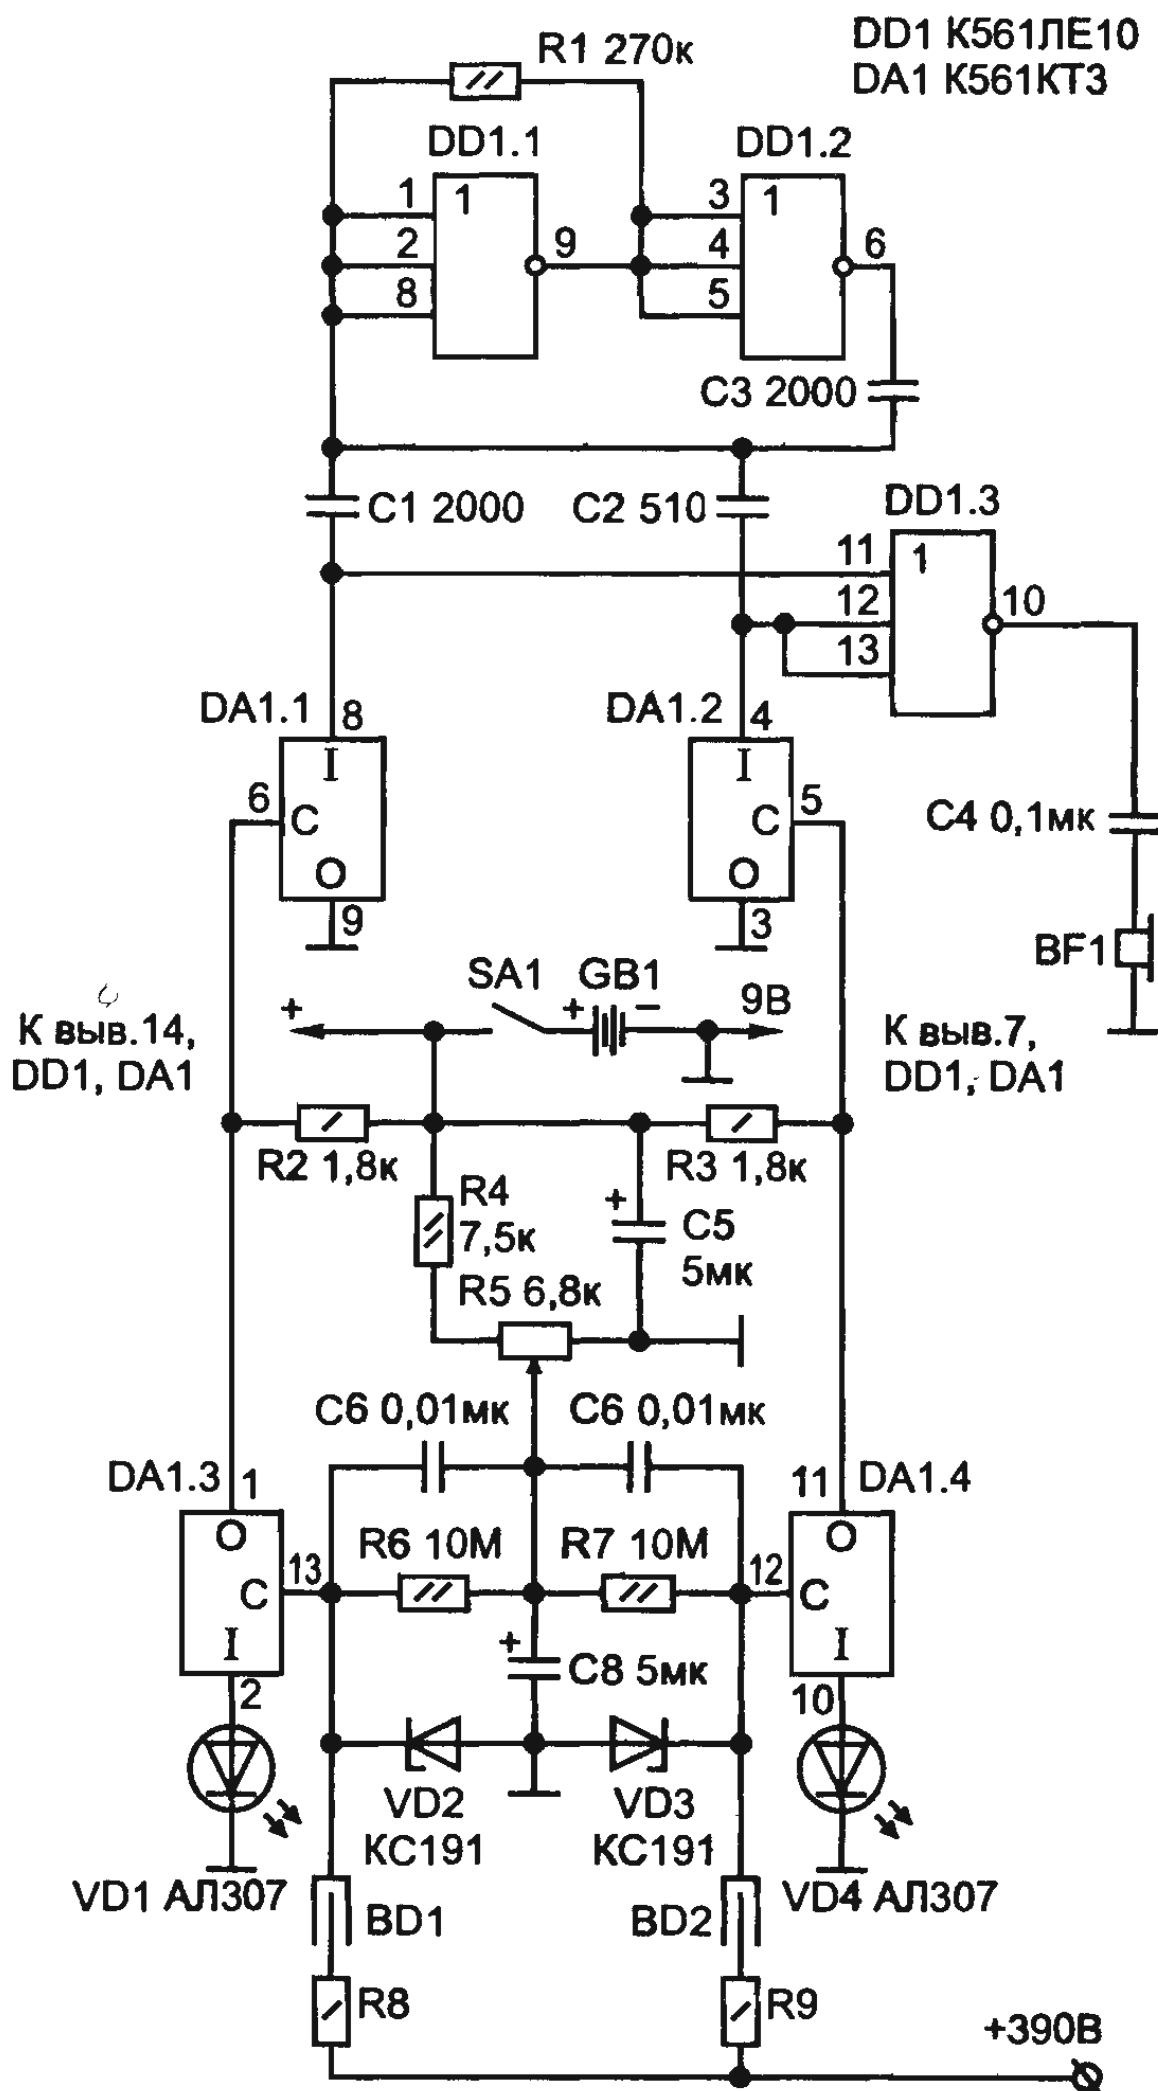 DD1 К561ЛЕ10
DA1 К561КТ3
R1 270к
DD1.1
DD1.2
1
2
8
1
9
3
4
5
1
6
C3 2000
C1 2000
C2 510
DD1.3
11
12
13
1
10
DA1.1
8
I
6
C
O
9
DA1.2
4
I
5
C
O
3
C4 0,1мк
BF1
SA1
GB1
+
+
−
9В
К выв.14,
DD1, DA1
К выв.7,
DD1, DA1
R2 1,8к
R3 1,8к
R4
7,5к
+
C5
5мк
R5 6,8к
C6 0,01мк
C6 0,01мк
DA1.3
1
O
13
C
I
2
R6 10М
R7 10М
11
DA1.4
O
12
C
I
10
+
C8 5мк
VD2
КС191
VD3
КС191
VD1 АЛ307
VD4 АЛ307
BD1
BD2
R8
R9
+390В